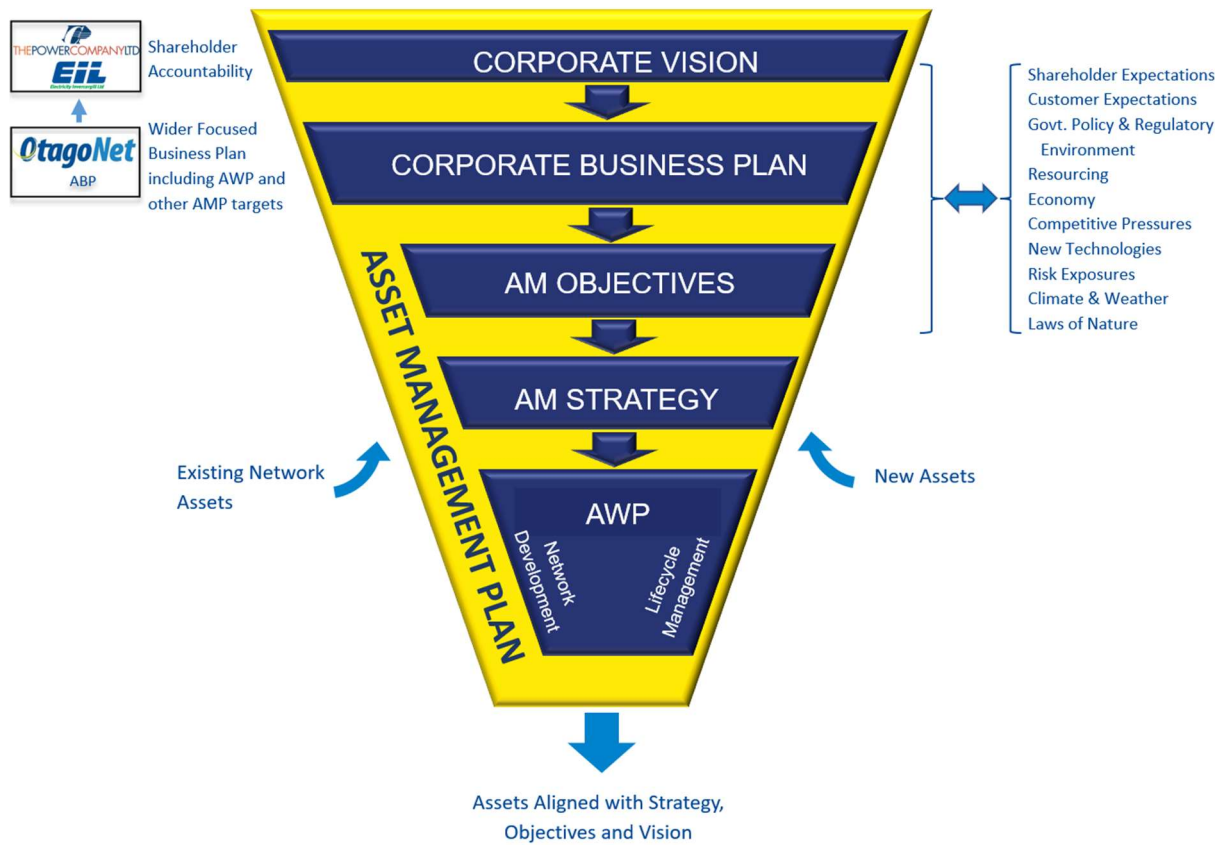 THEPOWERCOMPANYLTD
EIL
Electricity Invercargill Ltd
Shareholder
Accountability
OtagoNet
ABP
Wider Focused
Business Plan
including AWP and
other AMP targets
CORPORATE VISION
CORPORATE BUSINESS PLAN
AM OBJECTIVES
AM STRATEGY
AWP
Network
Development
Lifecycle
Management
ASSET MANAGEMENT PLAN
Shareholder Expectations
Customer Expectations
Govt. Policy & Regulatory
Environment
Resourcing
Economy
Competitive Pressures
New Technologies
Risk Exposures
Climate & Weather
Laws of Nature
Existing Network
Assets
New Assets
Assets Aligned with Strategy,
Objectives and Vision